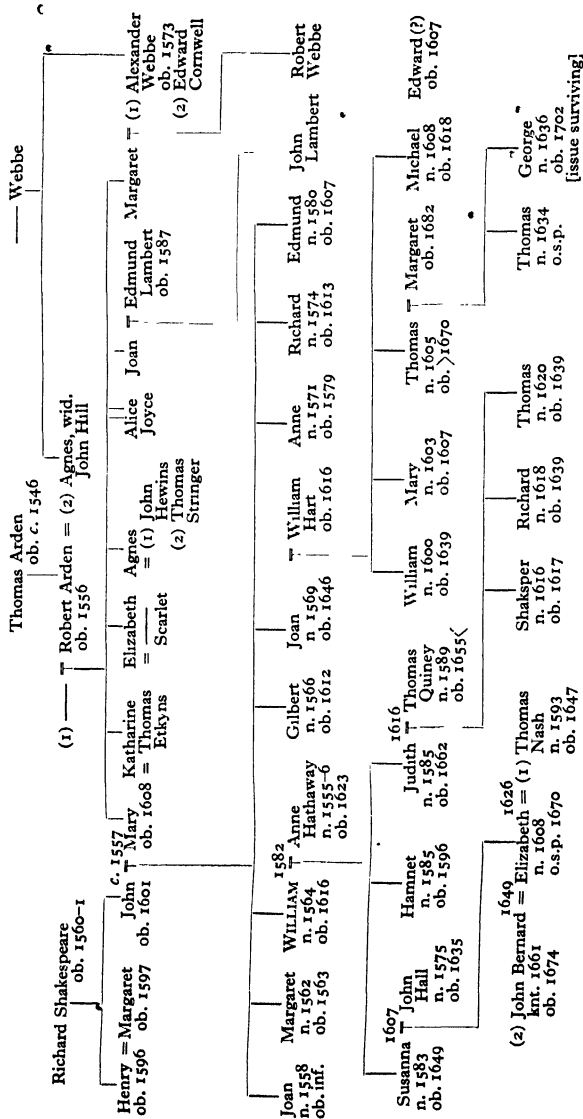 Thomas Arden
ob. c. 1546
—— Webbe
Richard Shakespeare
ob. 1560-1
(1) —— Robert Arden = (2) Agnes, wid.
ob. 1556
John Hill
Henry = Margaret
ob. 1596 ob. 1597
c. 1557
John
ob. 1601
Mary
ob. 1608
Katharine
= Thomas
Etkyns
Elizabeth
= ——
Scarlet
Agnes
= (1) John
Hewins
(2) Thomas
Stringer
Alice
Joyce
Joan
Edmund
Lambert
ob. 1587
Margaret
(1) Alexander
Webbe
ob. 1573
(2) Edward
Cornwell
Joan
n. 1558
ob. inf.
Margaret
n. 1562
ob. 1563
WILLIAM
n. 1564
ob. 1616
1582
Anne
Hathaway
n. 1555-6
ob. 1623
Gilbert
n. 1566
ob. 1612
Joan
n. 1569
ob. 1646
William
Hart
ob. 1616
Anne
n. 1571
ob. 1579
Richard
n. 1574
ob. 1613
Edmund
n. 1580
ob. 1607
John
Lambert
Robert
Webbe
Susanna
n. 1583
ob. 1649
1607
John
Hall
n. 1575
ob. 1635
Hamnet
n. 1585
ob. 1596
Judith
n. 1585
ob. 1662
1616
Thomas
Quiney
n. 1589
ob. 1655<
William
n. 1600
ob. 1639
Mary
n. 1603
ob. 1607
Thomas
n. 1605
ob. >1670
Margaret
ob. 1682
Michael
n. 1608
ob. 1618
Edward (?)
ob. 1607
1649
1626
(2) John Bernard = Elizabeth = (1) Thomas
knt. 1661
ob. 1674
n. 1608
o.s.p. 1670
Nash
n. 1593
ob. 1647
Shaksper
n. 1616
ob. 1617
Richard
n. 1618
ob. 1639
Thomas
n. 1620
ob. 1639
Thomas
n. 1634
o.s.p.
George
n. 1636
ob. 1702
[issue surviving]